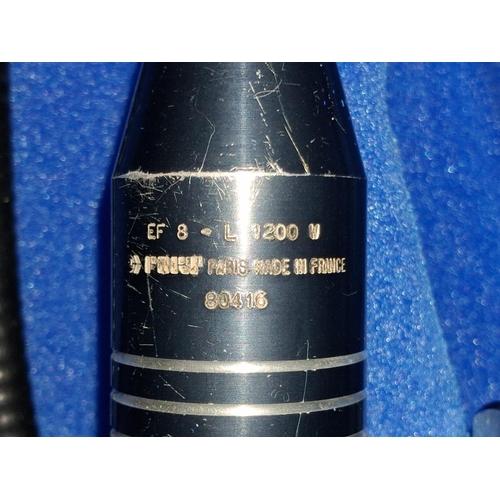 EF 8 - L 1200 W
PARIS-MADE IN FRANCE
80416